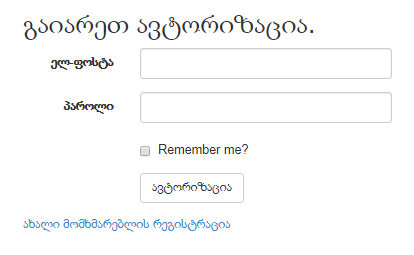 გაიარეთ ავტორიზაცია.
ელ-ფოსტა
პაროლი
Remember me?
ავტორიზაცია
ახალი მომხმარებლის რეგისტრაცია